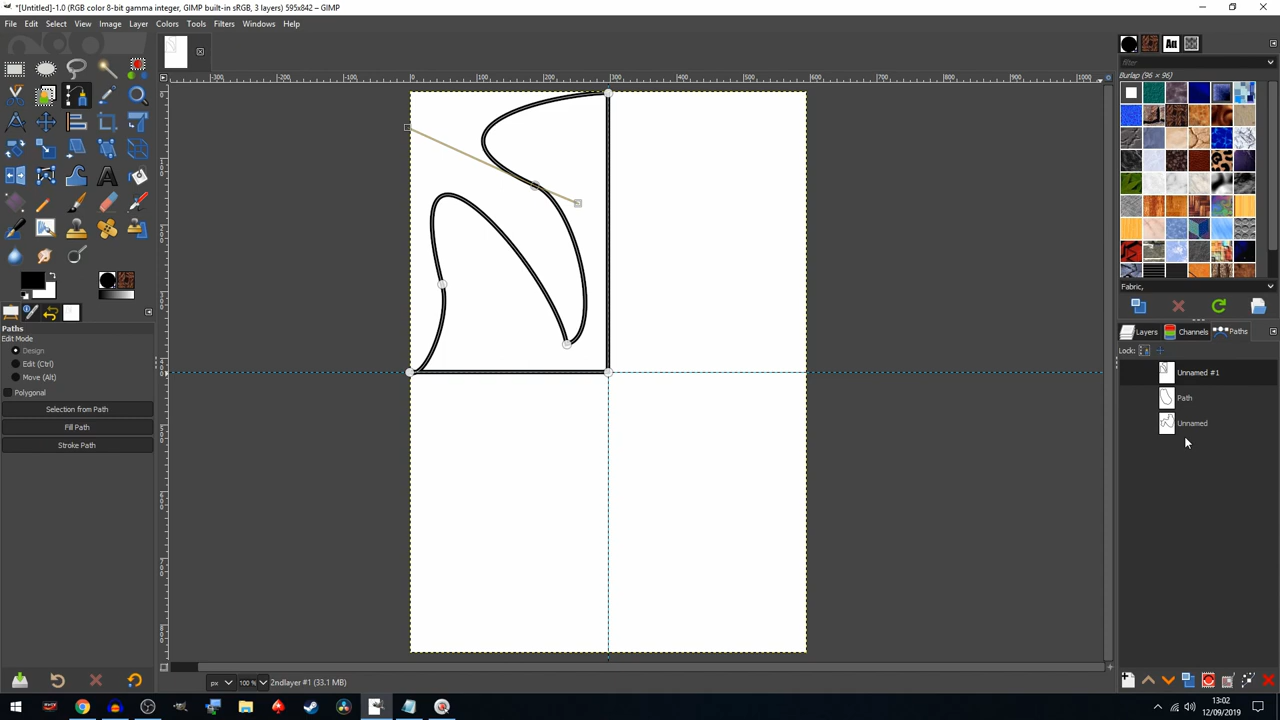 *[Untitled]-1.0 (RGB color 8-bit gamma integer, GIMP built-in sRGB, 3 layers) 595x842 – GIMP
File Edit Select View Image Layer Colors Tools Filters Windows Help
filter
Burlap (96 × 96)
Aa
Fabric,
Layers Channels Paths
Lock:
Unnamed #1
Path
Unnamed
Paths
Edit Mode
Design
Edit (Ctrl)
Move (Alt)
Polygonal
Selection from Path
Fill Path
Stroke Path
px 100 % 2ndlayer #1 (33.1 MB)
13:02
12/09/2019